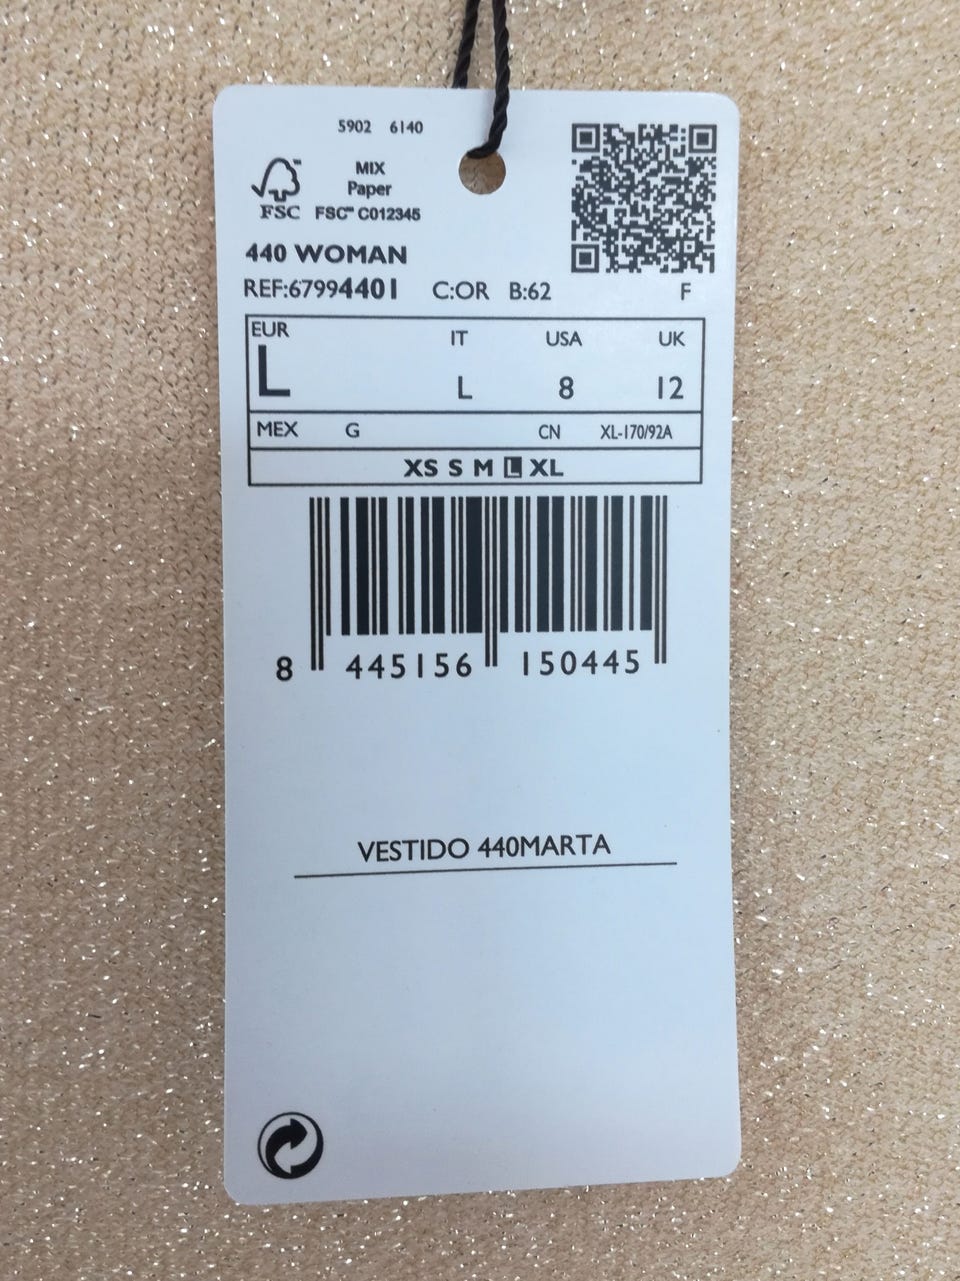 5902 6140
MIX
Paper
FSC™ FSC™ C012345
440 WOMAN
REF:67994401 C:OR B:62 F
EUR IT USA UK
L L 8 12
MEX G CN XL-170/92A
XS S M L XL
8 445156 150445
VESTIDO 440MARTA